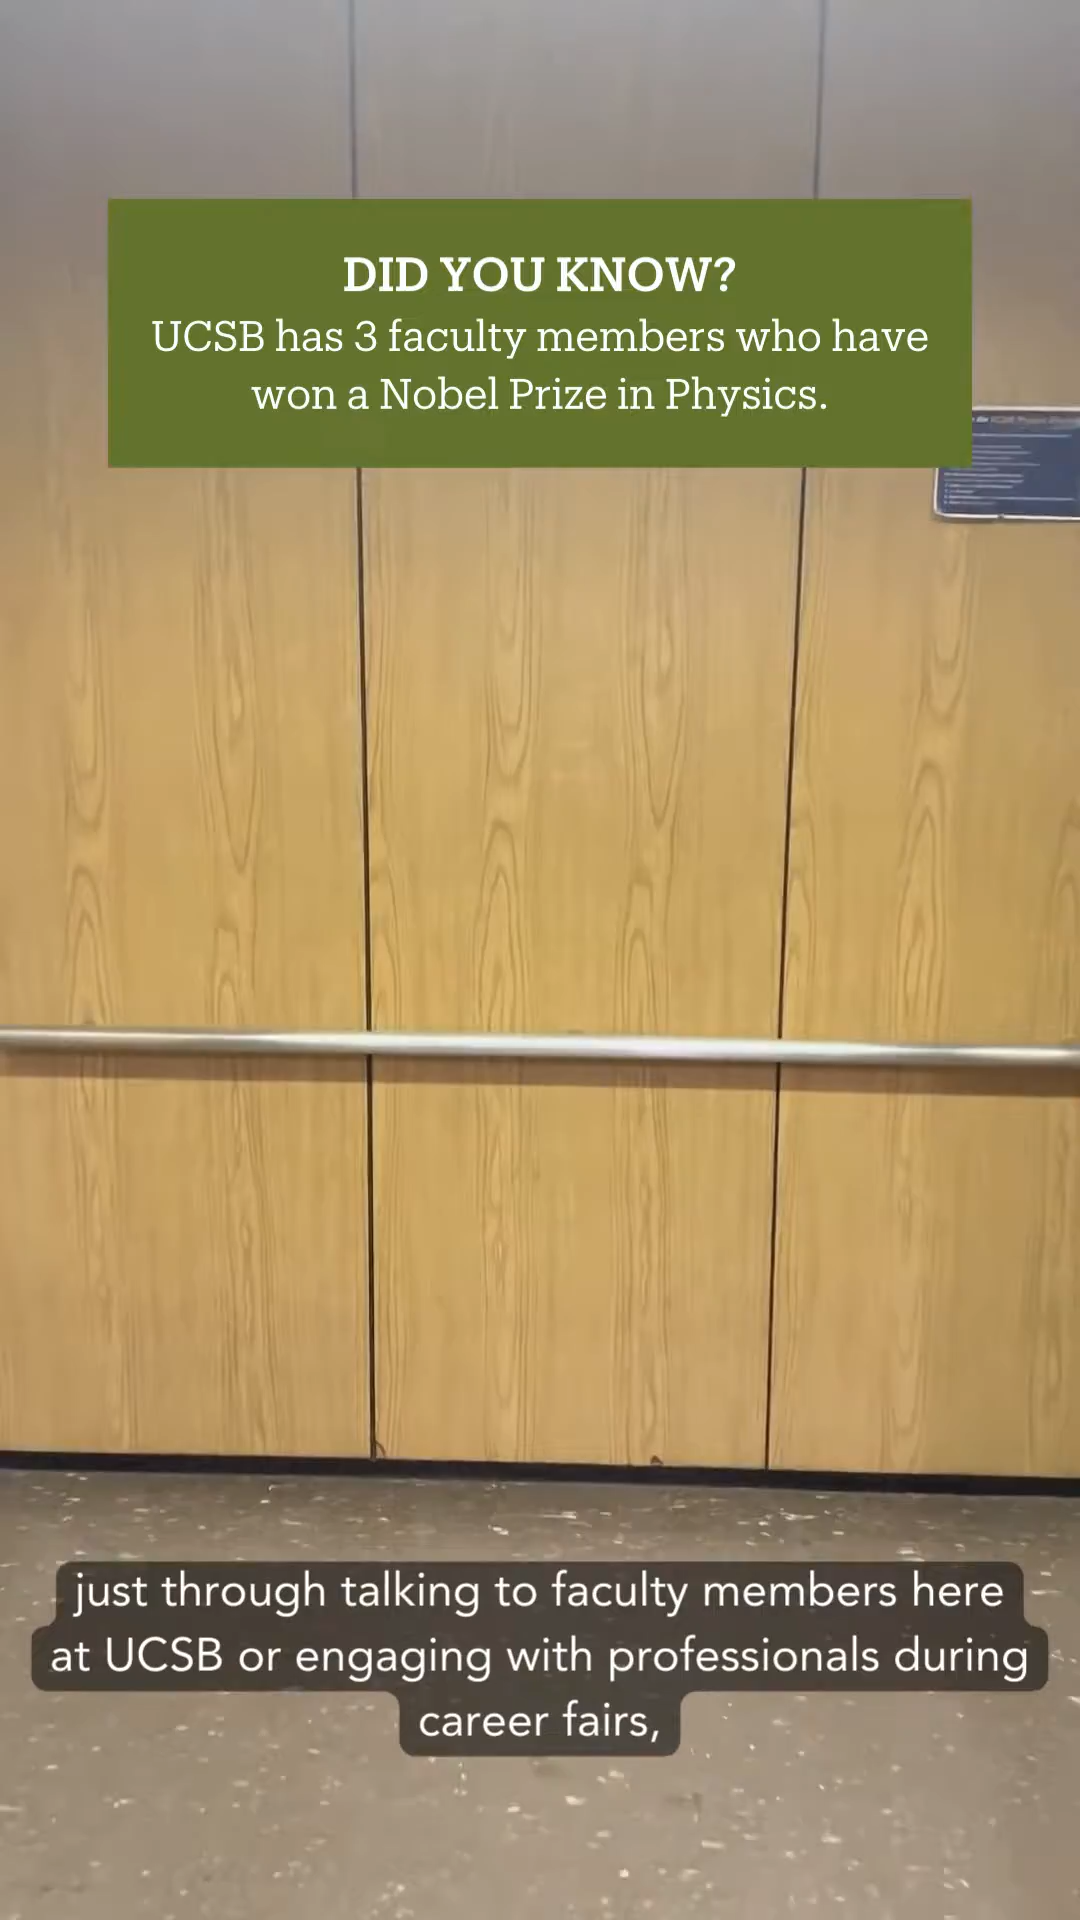 DID YOU KNOW?
UCSB has 3 faculty members who have
won a Nobel Prize in Physics.
just through talking to faculty members here
at UCSB or engaging with professionals during
career fairs,